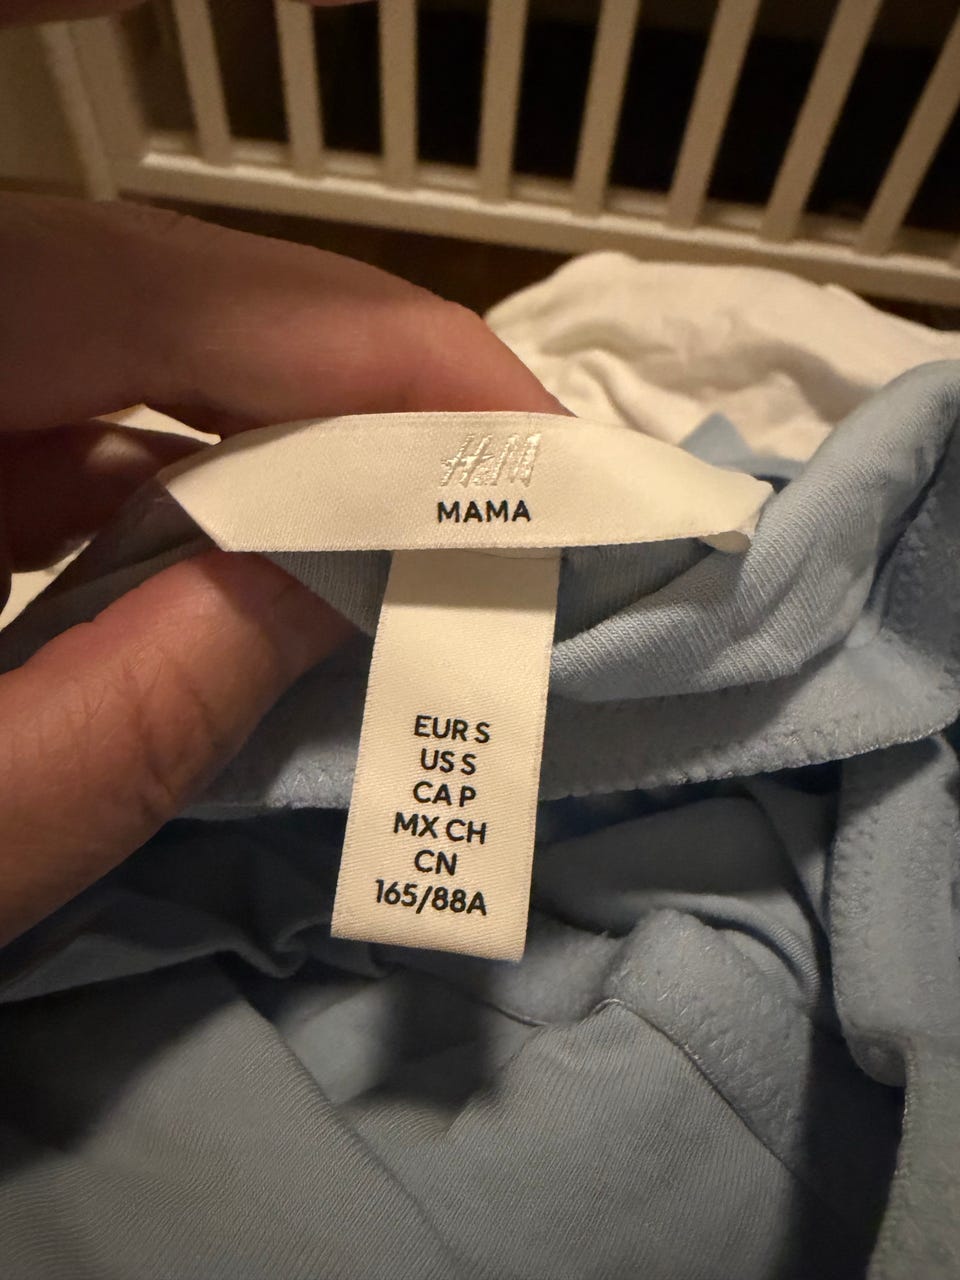 H&M
MAMA
EUR S
US S
CA P
MX CH
CN
165/88A